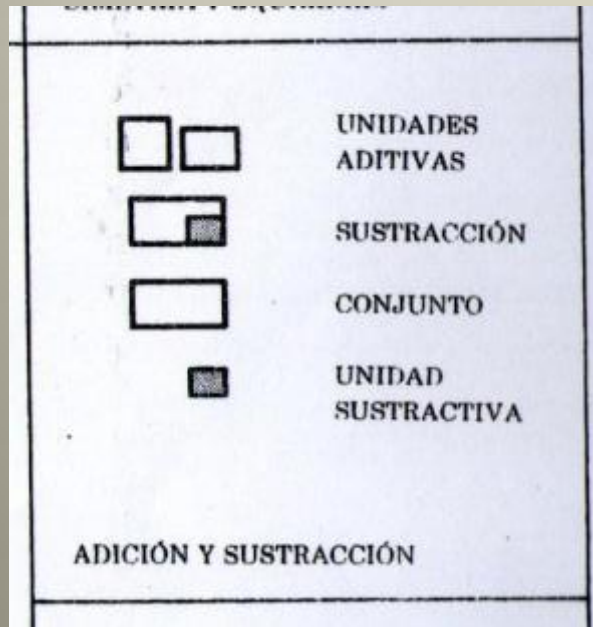 UNIDADES
ADITIVAS
SUSTRACCIÓN
CONJUNTO
UNIDAD
SUSTRACTIVA
ADICIÓN Y SUSTRACCIÓN